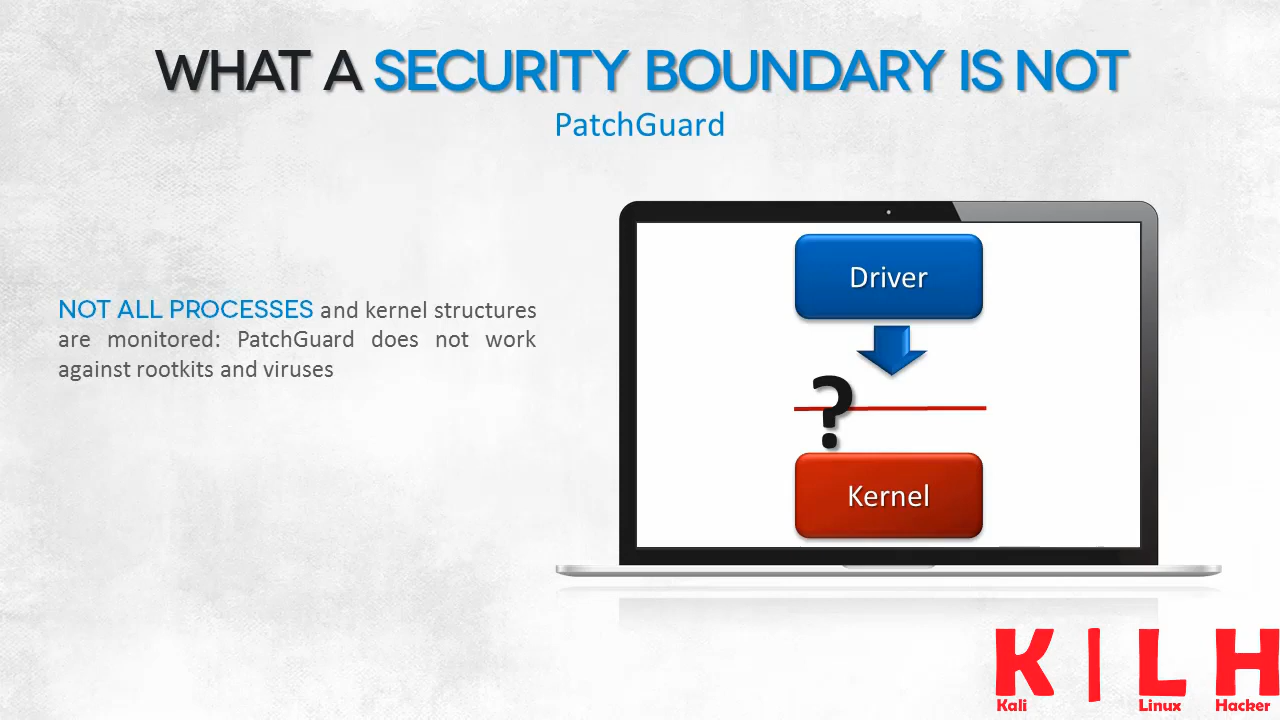 WHAT A SECURITY BOUNDARY IS NOT
PatchGuard
NOT ALL PROCESSES and kernel structures
are monitored: PatchGuard does not work
against rootkits and viruses
Driver
?
Kernel
K | L H
Kali Linux Hacker